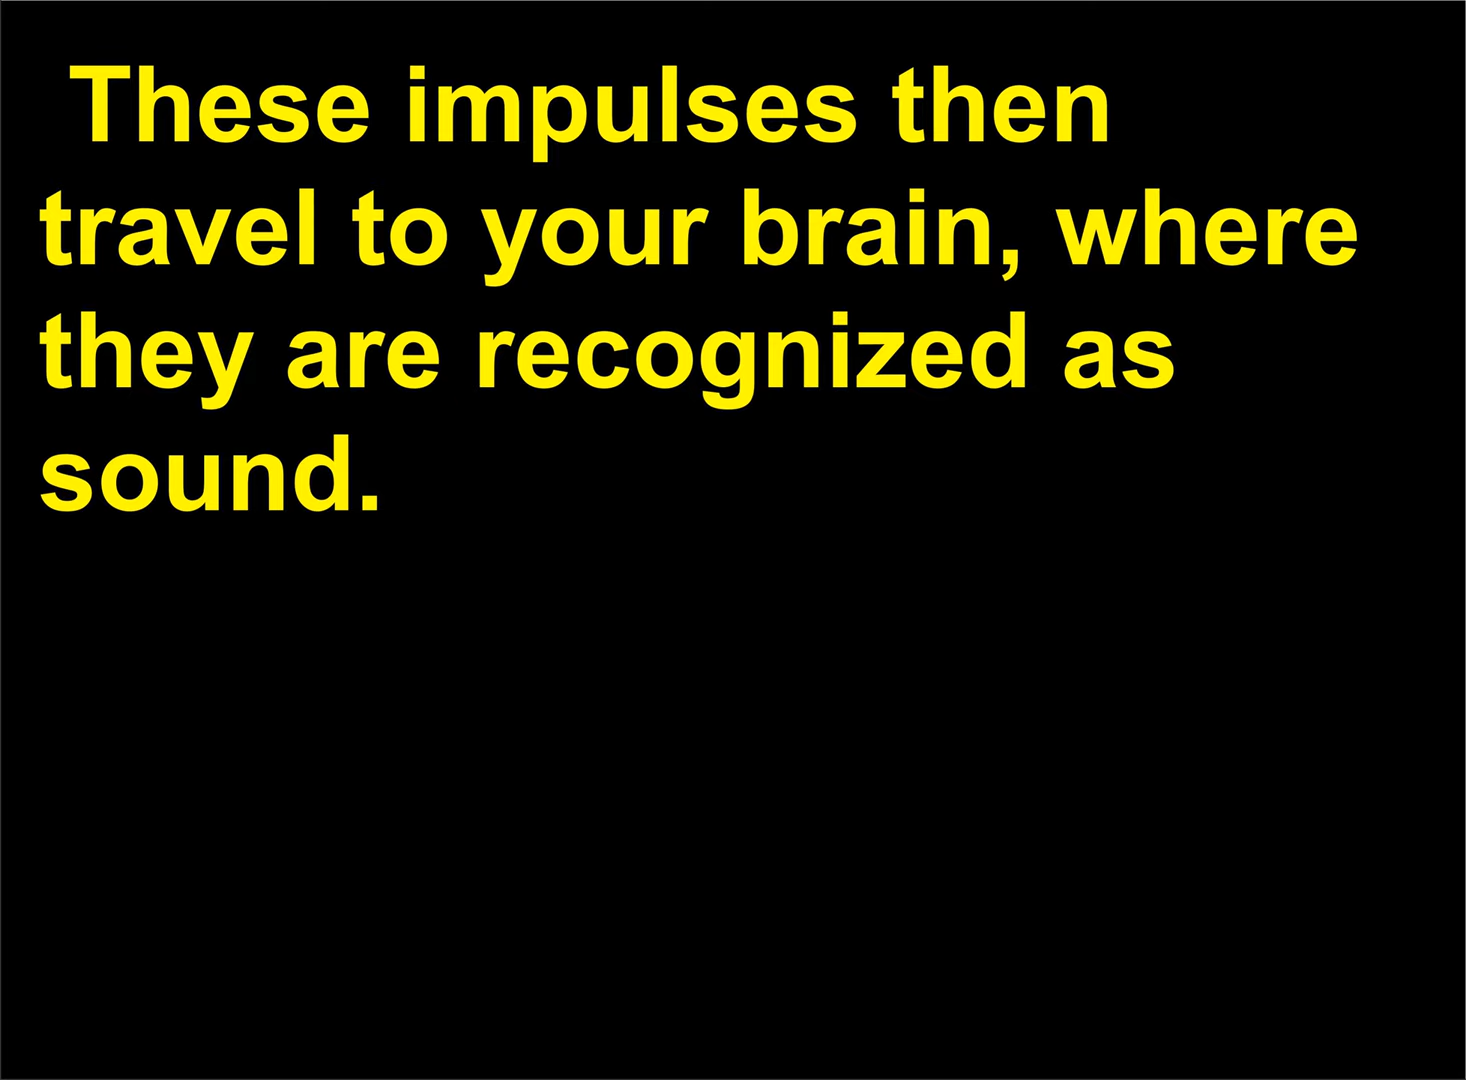 These impulses then
travel to your brain, where
they are recognized as
sound.